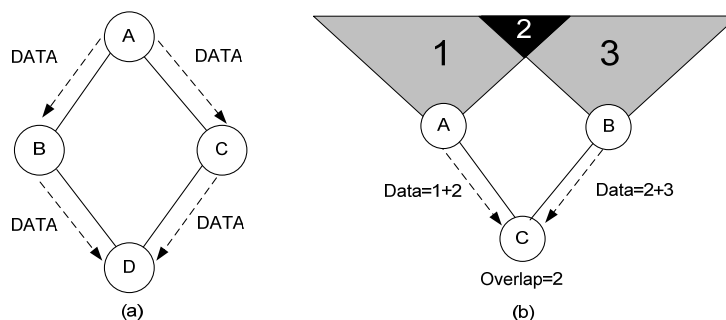 A
DATA
DATA
B
C
DATA
DATA
D
(a)
1
2
3
A
B
Data=1+2
Data=2+3
C
Overlap=2
(b)